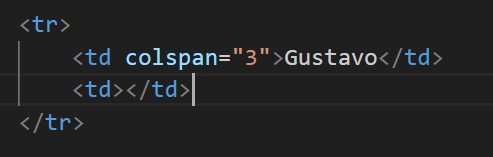 <tr>
    <td colspan="3">Gustavo</td>
    <td></td>
</tr>